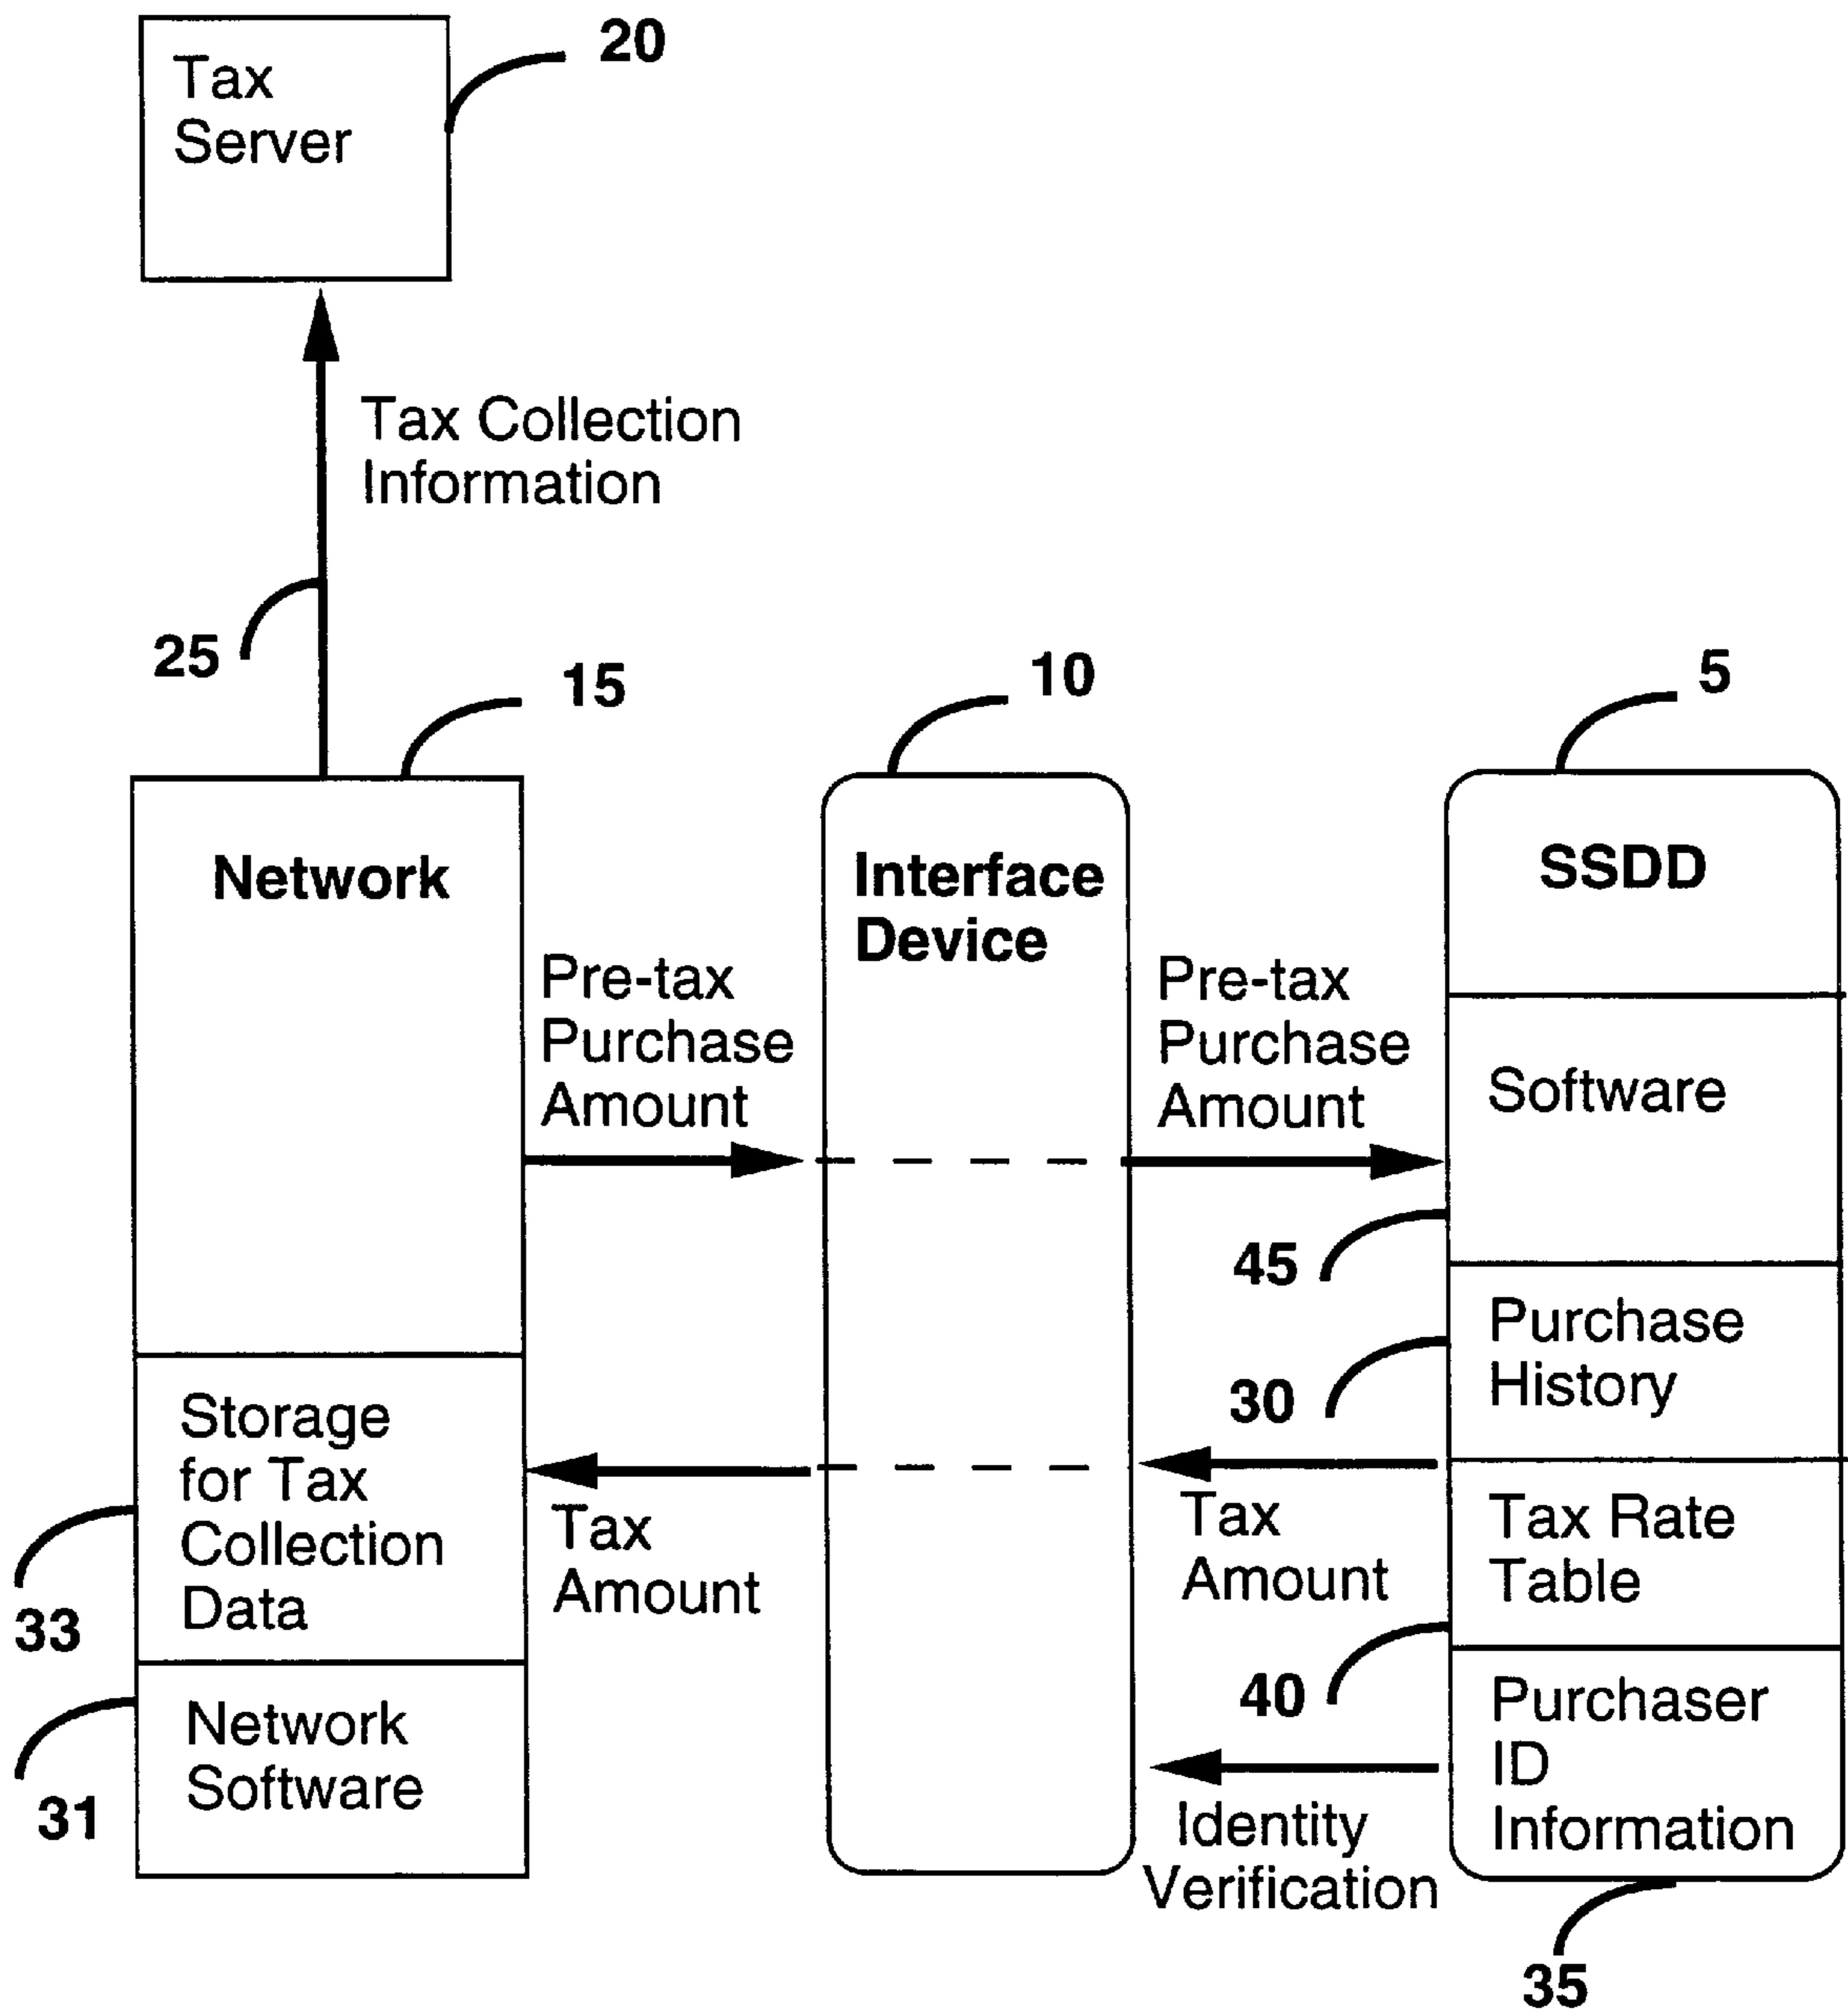 20
Tax
Server
Tax Collection
Information
25
15
10
5
Network
Interface
Device
SSDD
Pre-tax
Purchase
Amount
Pre-tax
Purchase
Amount
Software
45
Purchase
History
30
Storage
for Tax
Collection
Data
33
Tax
Amount
Tax
Amount
Tax Rate
Table
40
Network
Software
31
Purchaser
ID
Information
Identity
Verification
35